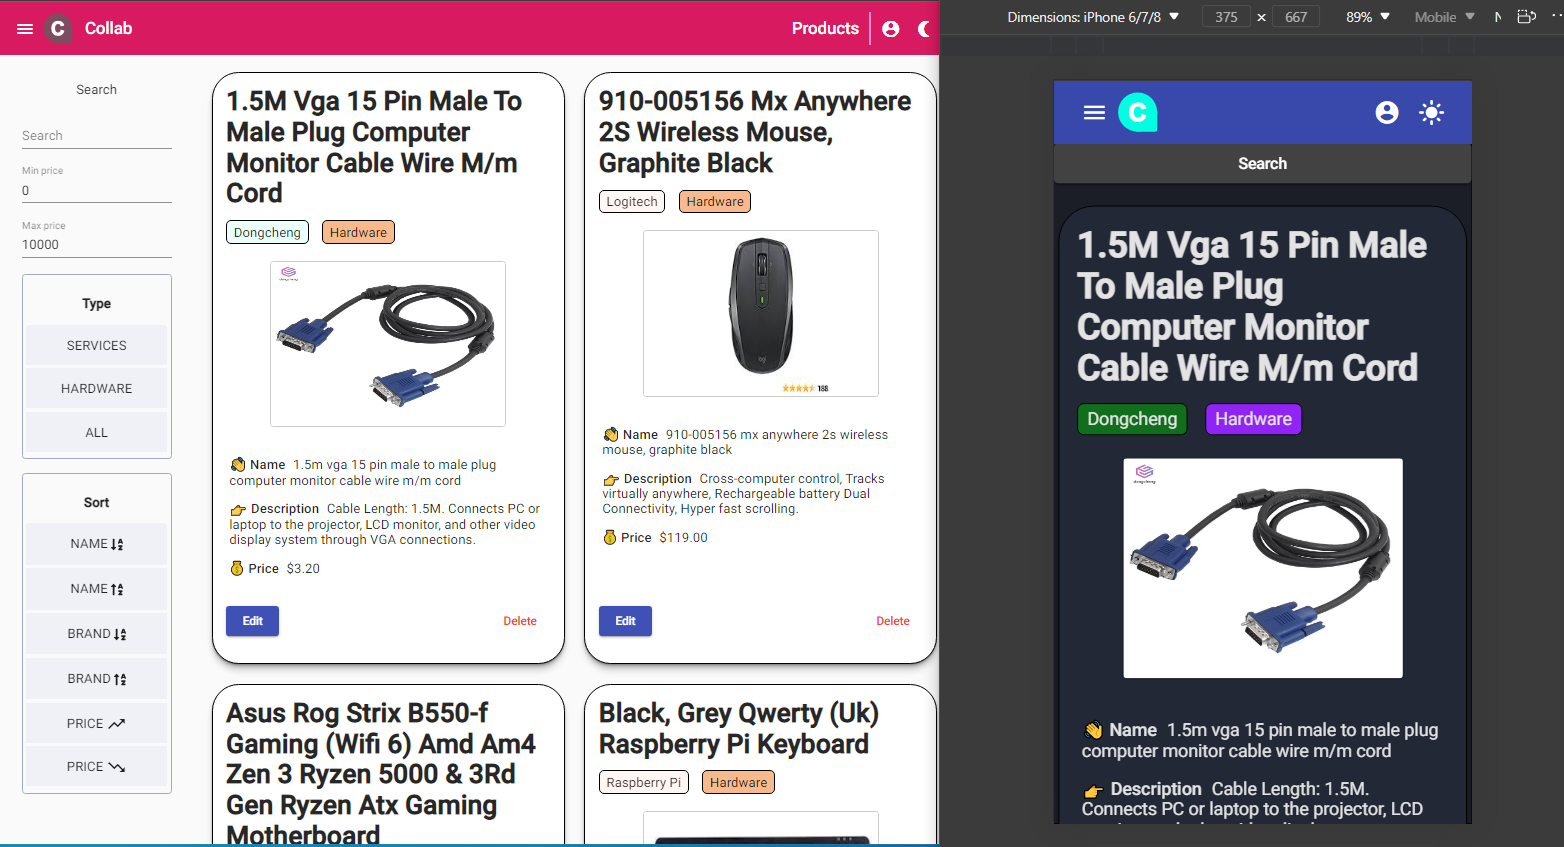 C Collab
Products
Search
Search
Min price
0
Max price
10000
Type
SERVICES
HARDWARE
ALL
Sort
NAME
NAME
BRAND
BRAND
PRICE
PRICE
1.5M Vga 15 Pin Male To
Male Plug Computer
Monitor Cable Wire M/m
Cord
Dongcheng Hardware
dongcheng
Name 1.5m vga 15 pin male to male plug
computer monitor cable wire m/m cord
Description Cable Length: 1.5M. Connects PC or
laptop to the projector, LCD monitor, and other video
display system through VGA connections.
Price $3.20
Edit Delete
910-005156 Mx Anywhere
2S Wireless Mouse,
Graphite Black
Logitech Hardware
188
Name 910-005156 mx anywhere 2s wireless
mouse, graphite black
Description Cross-computer control, Tracks
virtually anywhere, Rechargeable battery Dual
Connectivity, Hyper fast scrolling.
Price $119.00
Edit Delete
Asus Rog Strix B550-f
Gaming (Wifi 6) Amd Am4
Zen 3 Ryzen 5000 & 3Rd
Gen Ryzen Atx Gaming
Motherboard
Black, Grey Qwerty (Uk)
Raspberry Pi Keyboard
Raspberry Pi Hardware
Dimensions: iPhone 6/7/8 375 × 667 89% Mobile N
C
Search
1.5M Vga 15 Pin Male
To Male Plug
Computer Monitor
Cable Wire M/m Cord
Dongcheng Hardware
dongcheng
Name 1.5m vga 15 pin male to male plug
computer monitor cable wire m/m cord
Description Cable Length: 1.5M.
Connects PC or laptop to the projector, LCD